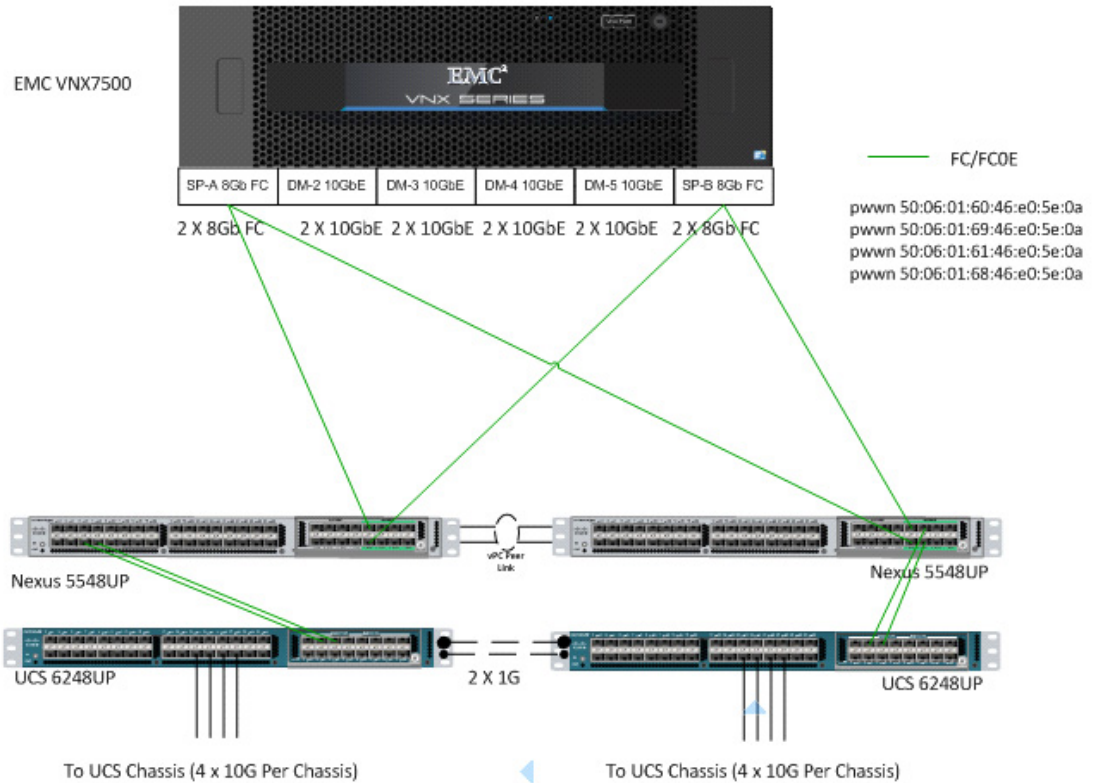 EMC VNX7500
EMC²
VNX SERIES
FC/FC0E
SP-A 8Gb FC DM-2 10GbE DM-3 10GbE DM-4 10GbE DM-5 10GbE SP-B 8Gb FC
2 X 8Gb FC 2 X 10GbE 2 X 10GbE 2 X 10GbE 2 X 10GbE 2 X 8Gb FC
pwwn 50:06:01:60:46:e0:5e:0a
pwwn 50:06:01:69:46:e0:5e:0a
pwwn 50:06:01:61:46:e0:5e:0a
pwwn 50:06:01:68:46:e0:5e:0a
vPC Peer
Link
Nexus 5548UP
Nexus 5548UP
2 X 1G
UCS 6248UP
UCS 6248UP
To UCS Chassis (4 x 10G Per Chassis)
To UCS Chassis (4 x 10G Per Chassis)